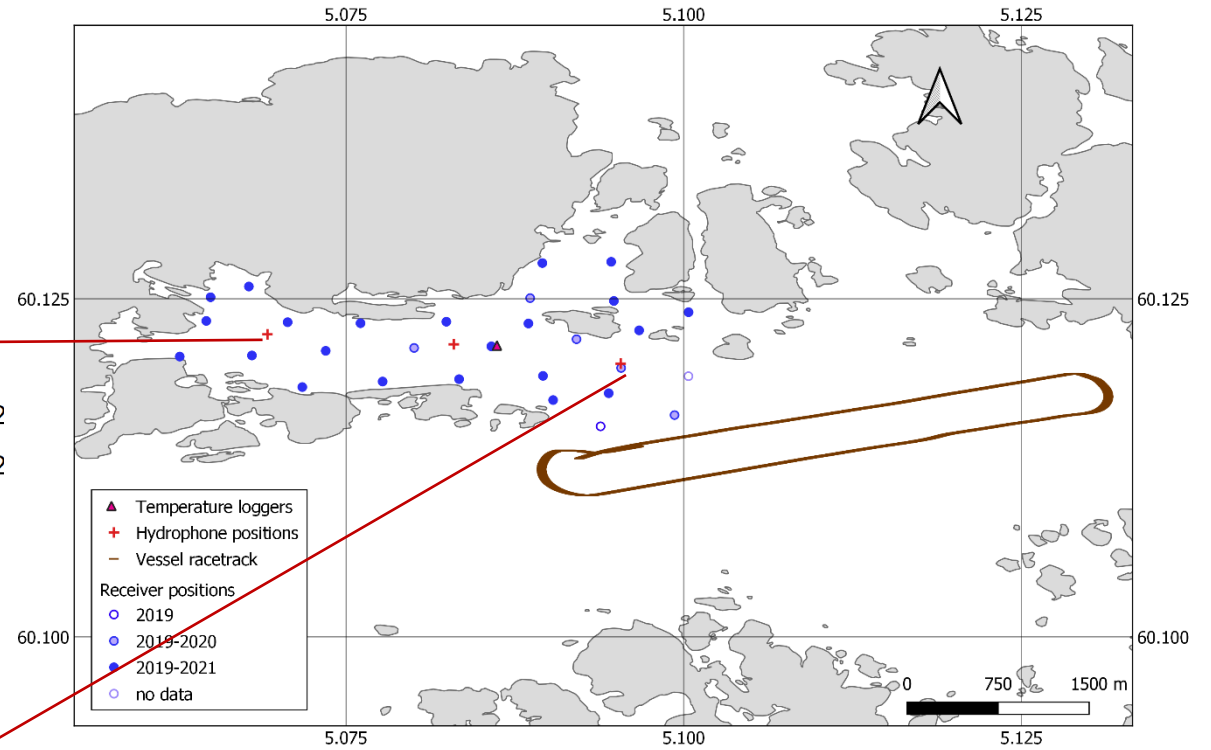 5.075 5.100 5.125
60.125 60.125
Temperature loggers
Hydrophone positions
Vessel racetrack
Receiver positions
2019
2019-2020
2019-2021
no data
60.100 60.100
0 750 1500 m
5.075 5.100 5.125